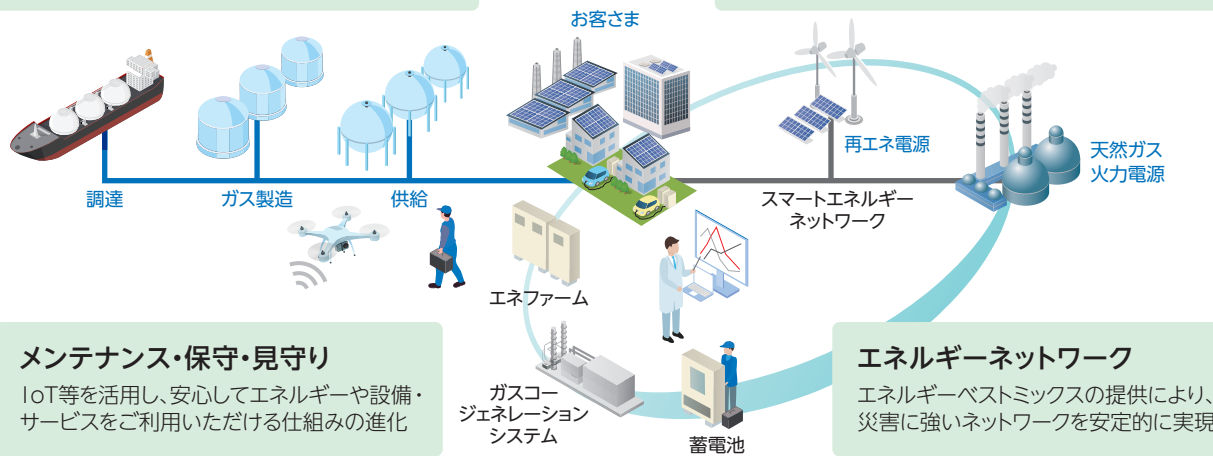 お客さま
調達
ガス製造
供給
再エネ電源
天然ガス
火力電源
スマートエネルギー
ネットワーク
エネファーム
ガスコー
ジェネレーション
システム
蓄電池
メンテナンス・保守・見守り
IoT等を活用し、安心してエネルギーや設備・
サービスをご利用いただける仕組みの進化
エネルギーネットワーク
エネルギーベストミックスの提供により、
災害に強いネットワークを安定的に実現